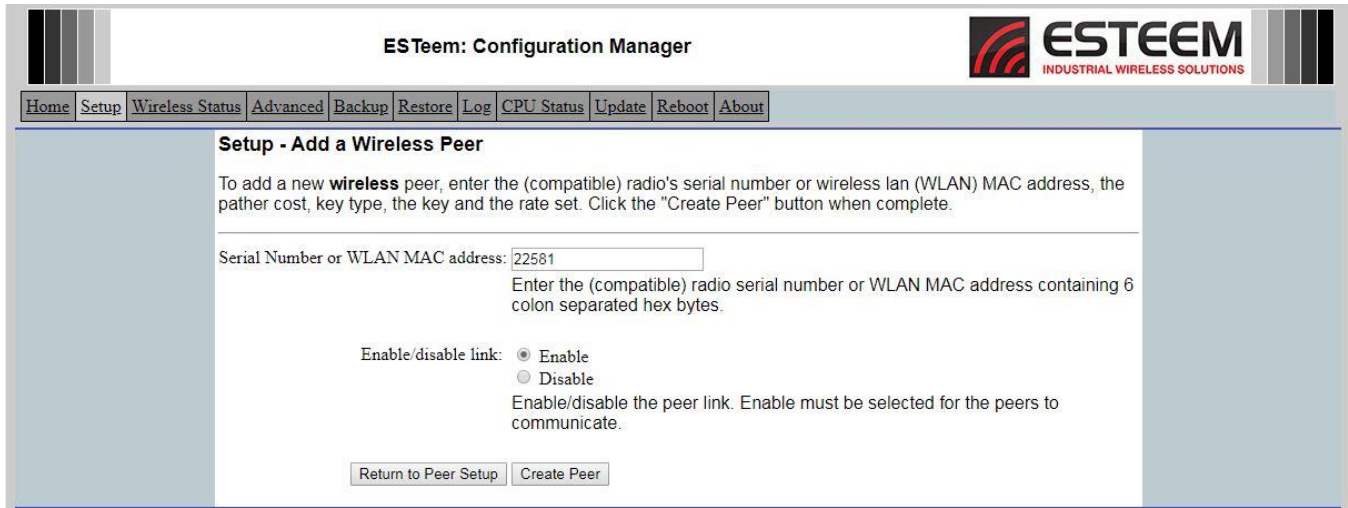 ESTeem: Configuration Manager
ESTEEM
INDUSTRIAL WIRELESS SOLUTIONS
Home Setup Wireless Status Advanced Backup Restore Log CPU Status Update Reboot About
Setup - Add a Wireless Peer
To add a new wireless peer, enter the (compatible) radio's serial number or wireless lan (WLAN) MAC address, the
pather cost, key type, the key and the rate set. Click the "Create Peer" button when complete.
Serial Number or WLAN MAC address: 22581
Enter the (compatible) radio serial number or WLAN MAC address containing 6
colon separated hex bytes.
Enable/disable link: Enable
Disable
Enable/disable the peer link. Enable must be selected for the peers to
communicate.
Return to Peer Setup Create Peer